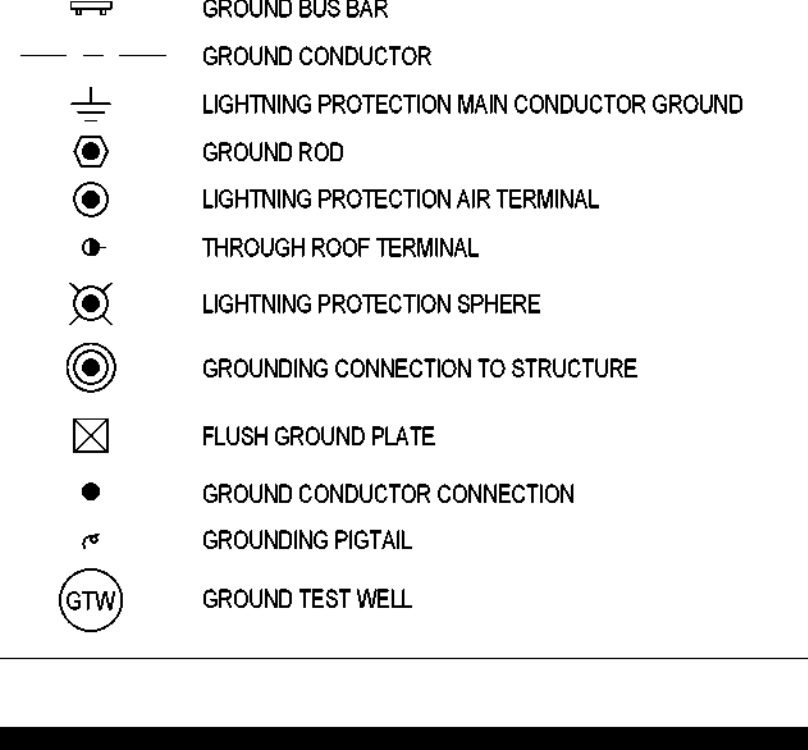 GROUND BUS BAR
GROUND CONDUCTOR
LIGHTNING PROTECTION MAIN CONDUCTOR GROUND
GROUND ROD
LIGHTNING PROTECTION AIR TERMINAL
THROUGH ROOF TERMINAL
LIGHTNING PROTECTION SPHERE
GROUNDING CONNECTION TO STRUCTURE
FLUSH GROUND PLATE
GROUND CONDUCTOR CONNECTION
GROUNDING PIGTAIL
GTW GROUND TEST WELL